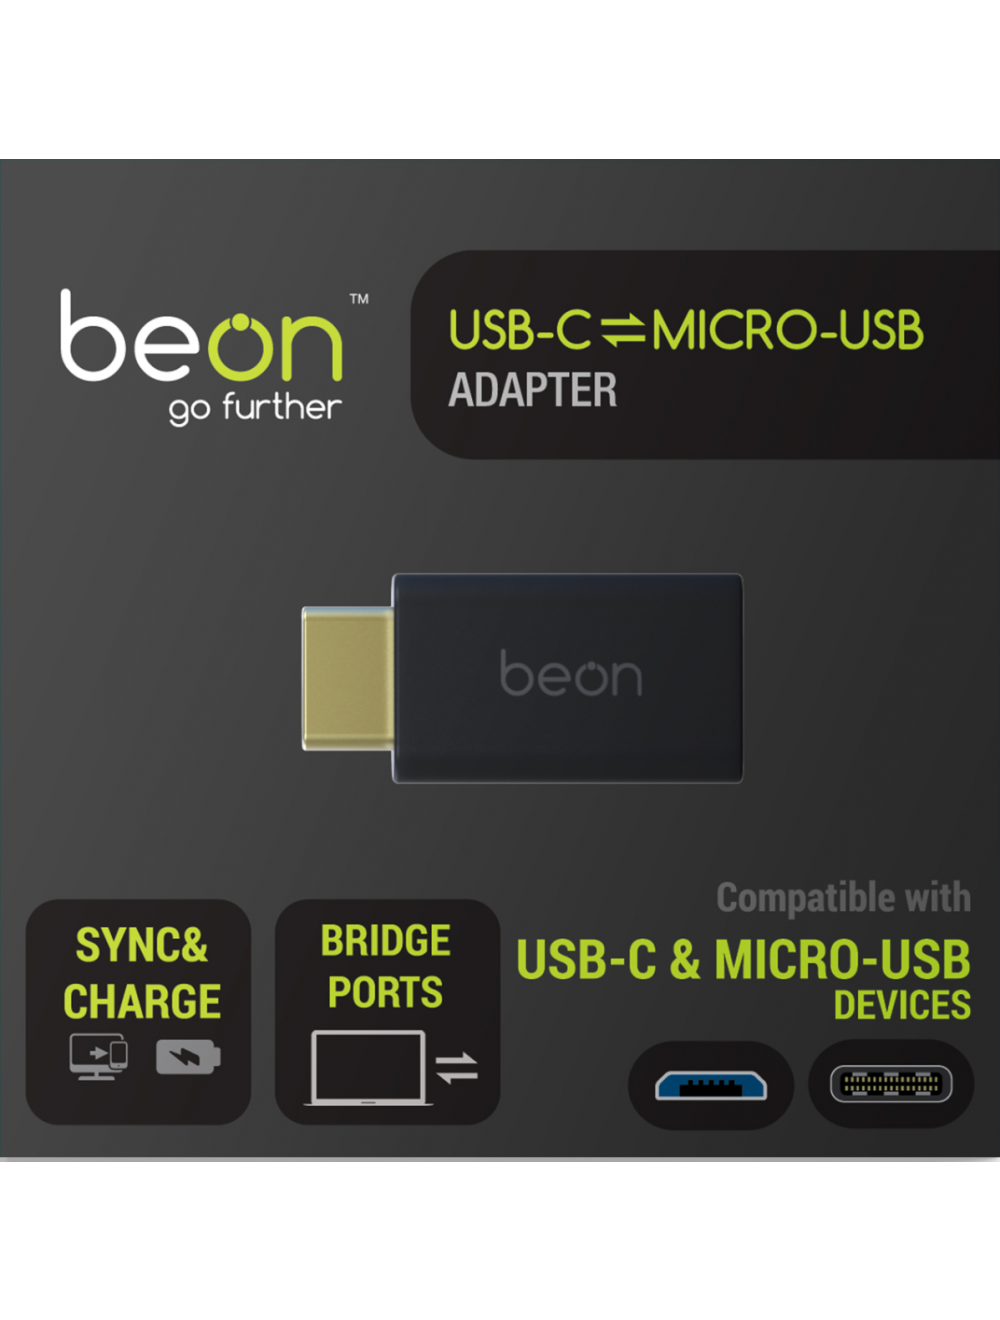 beon™
go further
USB-C⇌MICRO-USB
ADAPTER
beon
SYNC&
CHARGE
BRIDGE
PORTS
Compatible with
USB-C & MICRO-USB
DEVICES